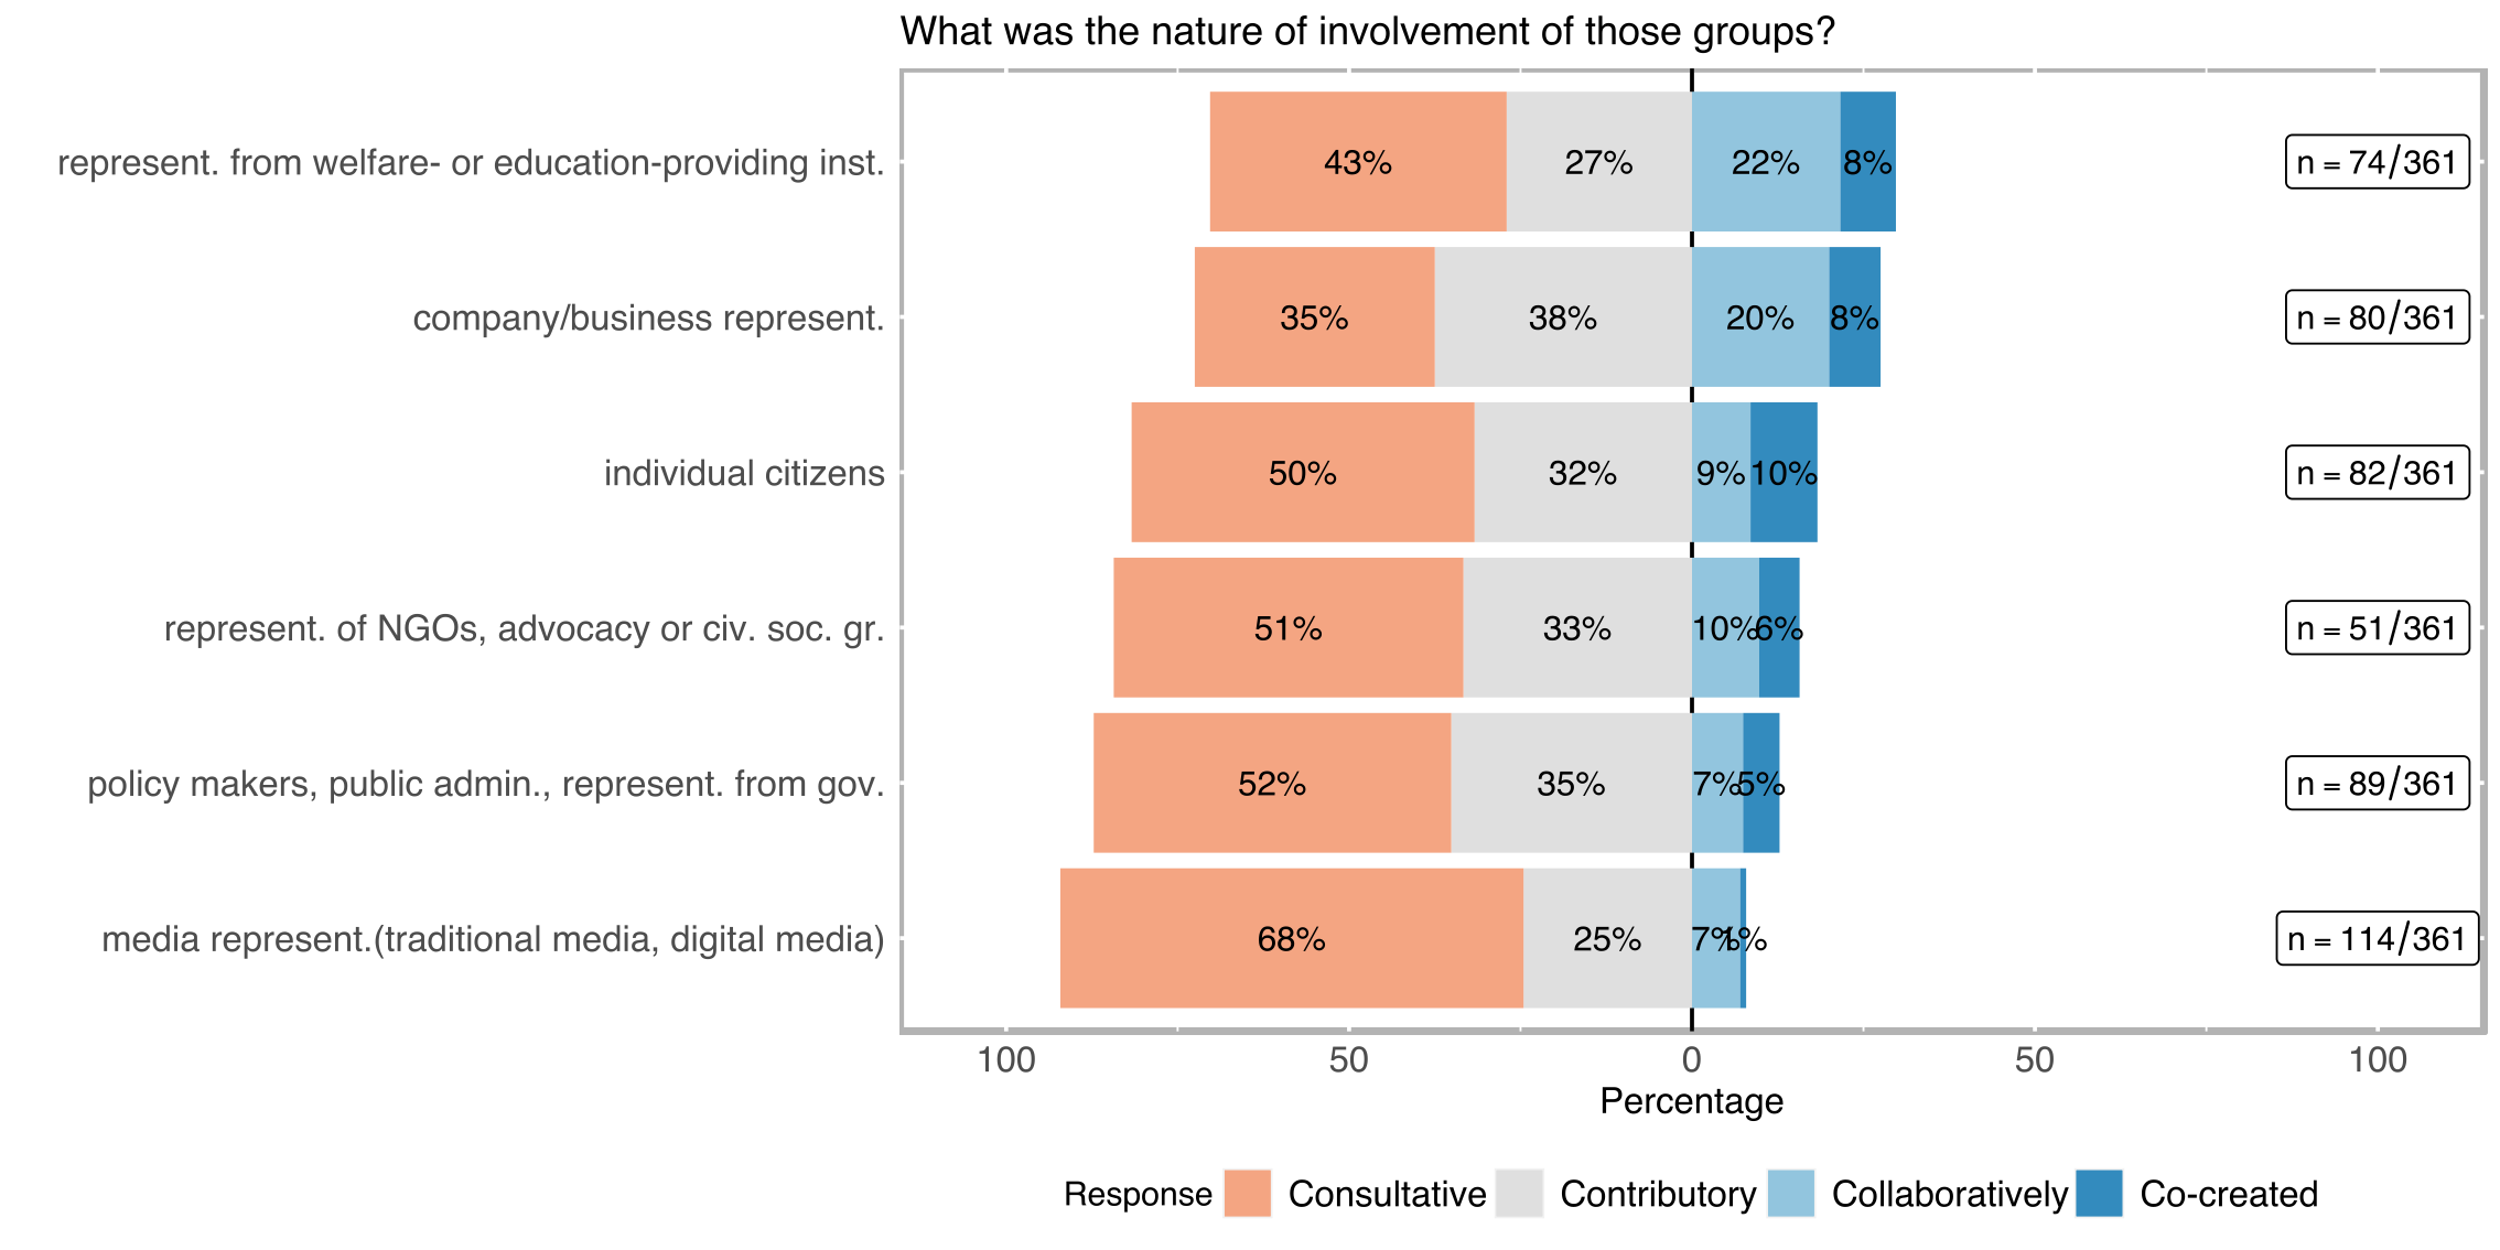 What was the nature of involvement of those groups?
represent. from welfare- or education-providing inst. 43% 27% 22% 8% n = 74/361
company/business represent. 35% 38% 20% 8% n = 80/361
individual citizens 50% 32% 9% 10% n = 82/361
represent. of NGOs, advocacy or civ. soc. gr. 51% 33% 10% 6% n = 51/361
policy makers, public admin., represent. from gov. 52% 35% 7% 5% n = 89/361
media represent.(traditional media, digital media) 68% 25% 7% 1% n = 114/361
100 50 0 50 100
Percentage
Response Consultative Contributory Collaboratively Co-created